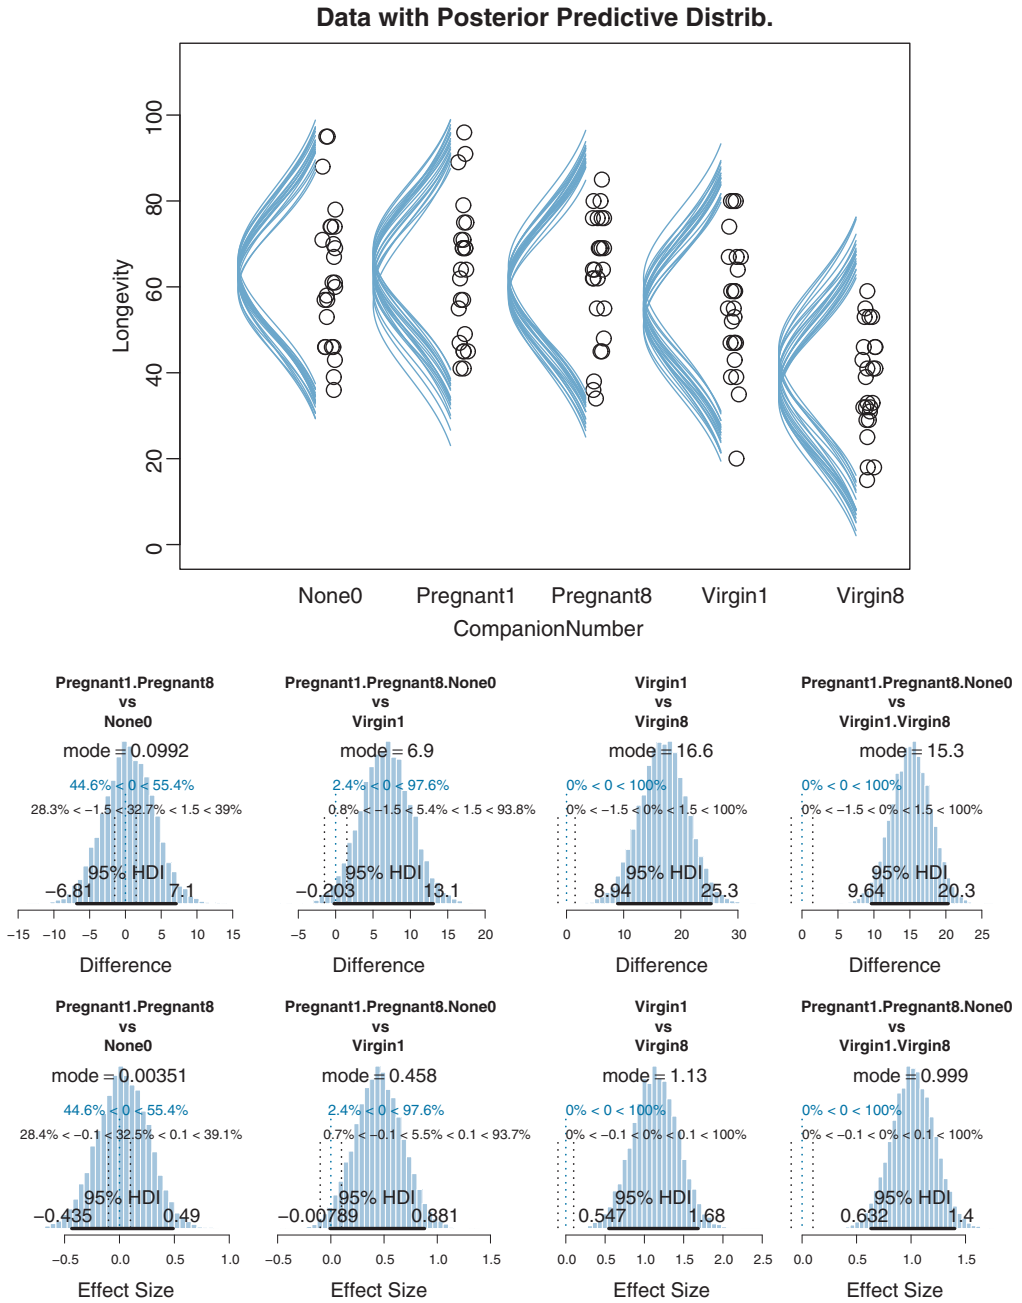 Data with Posterior Predictive Distrib.
Longevity
100
80
60
40
20
0
None0 Pregnant1 Pregnant8 Virgin1 Virgin8
CompanionNumber
Pregnant1.Pregnant8
vs
None0
mode = 0.0992
44.6% < 0 < 55.4%
28.3% < −1.5 < 32.7% < 1.5 < 39%
95% HDI
−6.81 7.1
−15 −10 −5 0 5 10 15
Difference
Pregnant1.Pregnant8.None0
vs
Virgin1
mode = 6.9
2.4% < 0 < 97.6%
0.8% < −1.5 < 5.4% < 1.5 < 93.8%
95% HDI
−0.203 13.1
−5 0 5 10 15 20
Difference
Virgin1
vs
Virgin8
mode = 16.6
0% < 0 < 100%
0% < −1.5 < 0% < 1.5 < 100%
95% HDI
8.94 25.3
0 10 20 30
Difference
Pregnant1.Pregnant8.None0
vs
Virgin1.Virgin8
mode = 15.3
0% < 0 < 100%
0% < −1.5 < 0% < 1.5 < 100%
95% HDI
9.64 20.3
0 5 10 15 20 25
Difference
Pregnant1.Pregnant8
vs
None0
mode = 0.00351
44.6% < 0 < 55.4%
28.4% < −0.1 < 32.5% < 0.1 < 39.1%
95% HDI
−0.435 0.49
−0.5 0.0 0.5 1.0
Effect Size
Pregnant1.Pregnant8.None0
vs
Virgin1
mode = 0.458
2.4% < 0 < 97.6%
0.7% < −0.1 < 5.5% < 0.1 < 93.7%
95% HDI
−0.00789 0.881
−0.5 0.0 0.5 1.0 1.5
Effect Size
Virgin1
vs
Virgin8
mode = 1.13
0% < 0 < 100%
0% < −0.1 < 0% < 0.1 < 100%
95% HDI
0.547 1.68
0.0 0.5 1.0 1.5 2.0 2.5
Effect Size
Pregnant1.Pregnant8.None0
vs
Virgin1.Virgin8
mode = 0.999
0% < 0 < 100%
0% < −0.1 < 0% < 0.1 < 100%
95% HDI
0.632 1.4
0.0 0.5 1.0 1.5
Effect Size